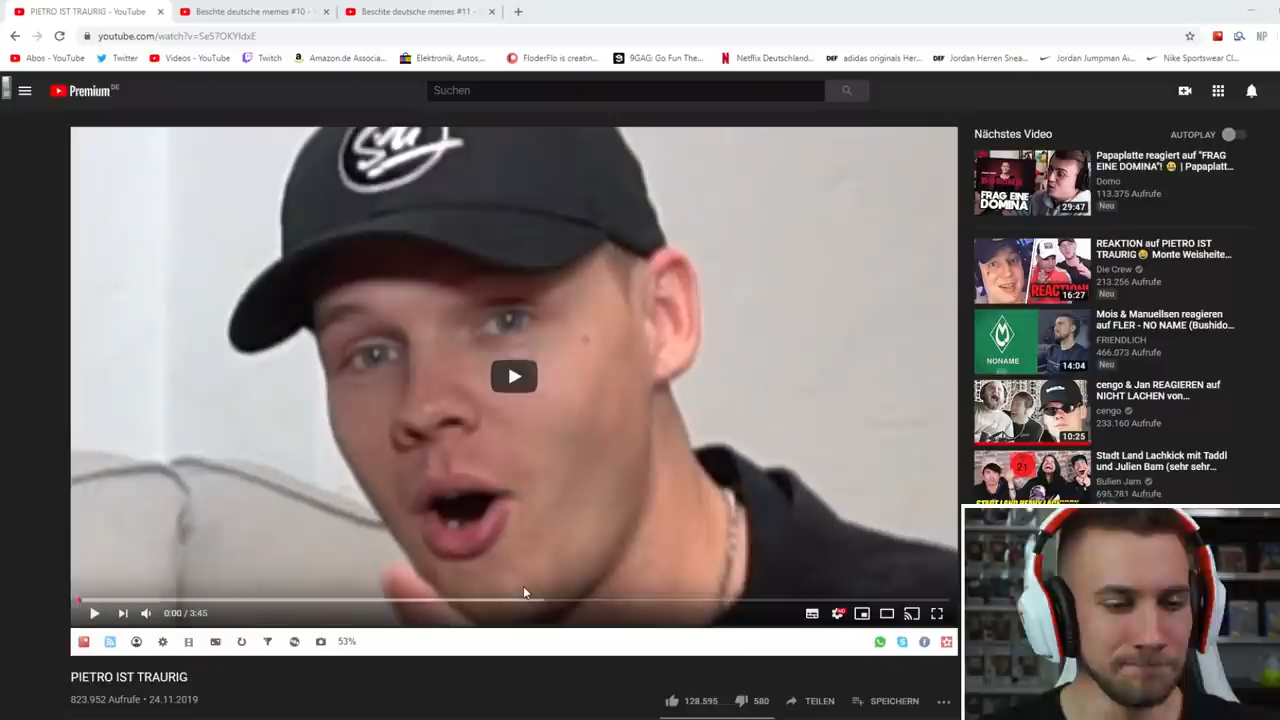 PIETRO IST TRAURIG - YouTube
Beschte deutsche memes #10 -
Beschte deutsche memes #11 -
youtube.com/watch?v=Se57OKYIdxE
Abos - YouTube
Twitter
Videos - YouTube
Twitch
Amazon.de Associa...
Elektronik, Autos,...
FloderFlo is creatin...
9GAG: Go Fun The...
Netflix Deutschland...
adidas originals Her...
Jordan Herren Snea...
Jordan Jumpman Ai...
Nike Sportswear Cl...
Premium DE
Suchen
Nächstes Video
AUTOPLAY
FRAG
EINE DOMINA
29:47
Papaplatte reagiert auf "FRAG
EINE DOMINA"! 😂 | Papaplatt...
Domo
113.375 Aufrufe
Neu
REACTION!
16:27
REAKTION auf PIETRO IST
TRAURIG😂 Monte Weisheite...
Die Crew
213.256 Aufrufe
Neu
NONAME
14:04
Mois & Manuellsen reagieren
auf FLER - NO NAME (Bushido...
FRIENDLICH
466.073 Aufrufe
Neu
10:25
cengo & Jan REAGIEREN auf
NICHT LACHEN von...
cengo
233.160 Aufrufe
21
Stadt Land Lachkick mit Taddl
und Julien Bam (sehr sehr...
Bulien Jam
695.781 Aufrufe
0:00 / 3:45
53%
PIETRO IST TRAURIG
823.952 Aufrufe • 24.11.2019
128.595
580
TEILEN
SPEICHERN